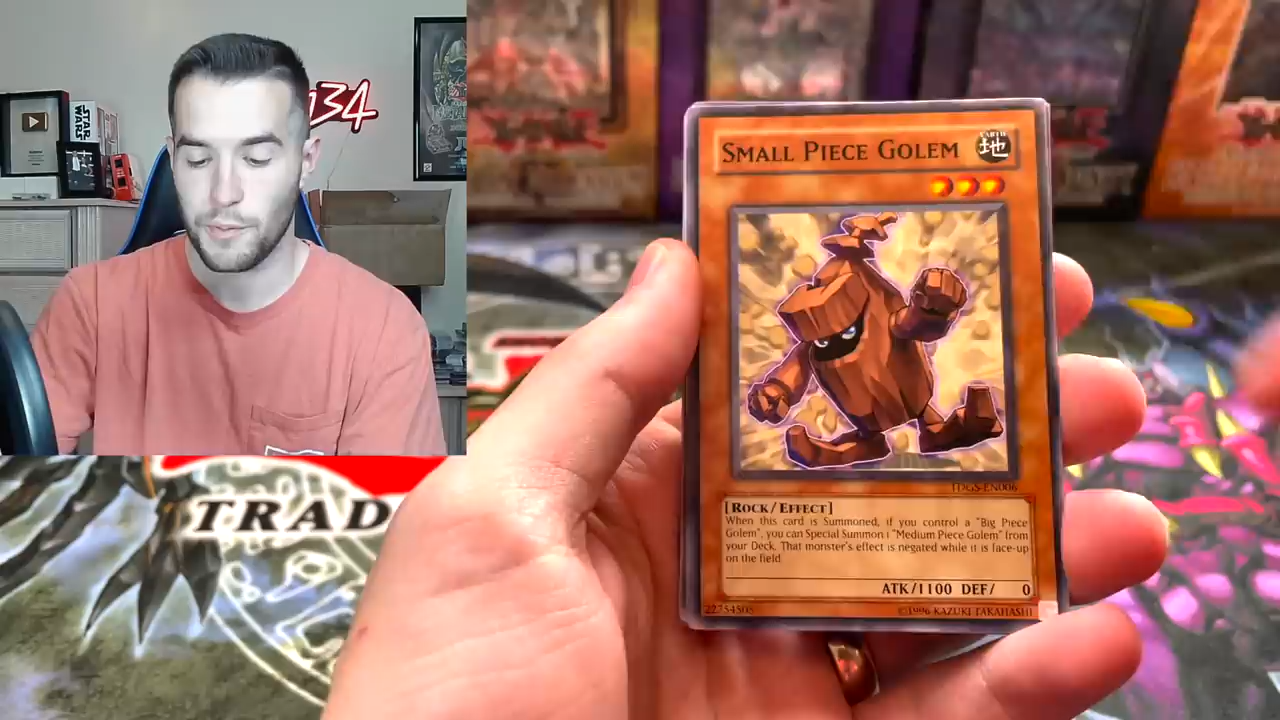 134
STAR
WARS
TRAD
SMALL PIECE GOLEM
EARTH
地
TDGS-EN006
[ROCK/EFFECT]
When this card is Summoned, if you control a "Big Piece
Golem", you can Special Summon 1 "Medium Piece Golem" from
your Deck. That monster's effect is negated while it is face-up
on the field.
ATK/1100 DEF/ 0
22754505
©1996 KAZUKI TAKAHASHI